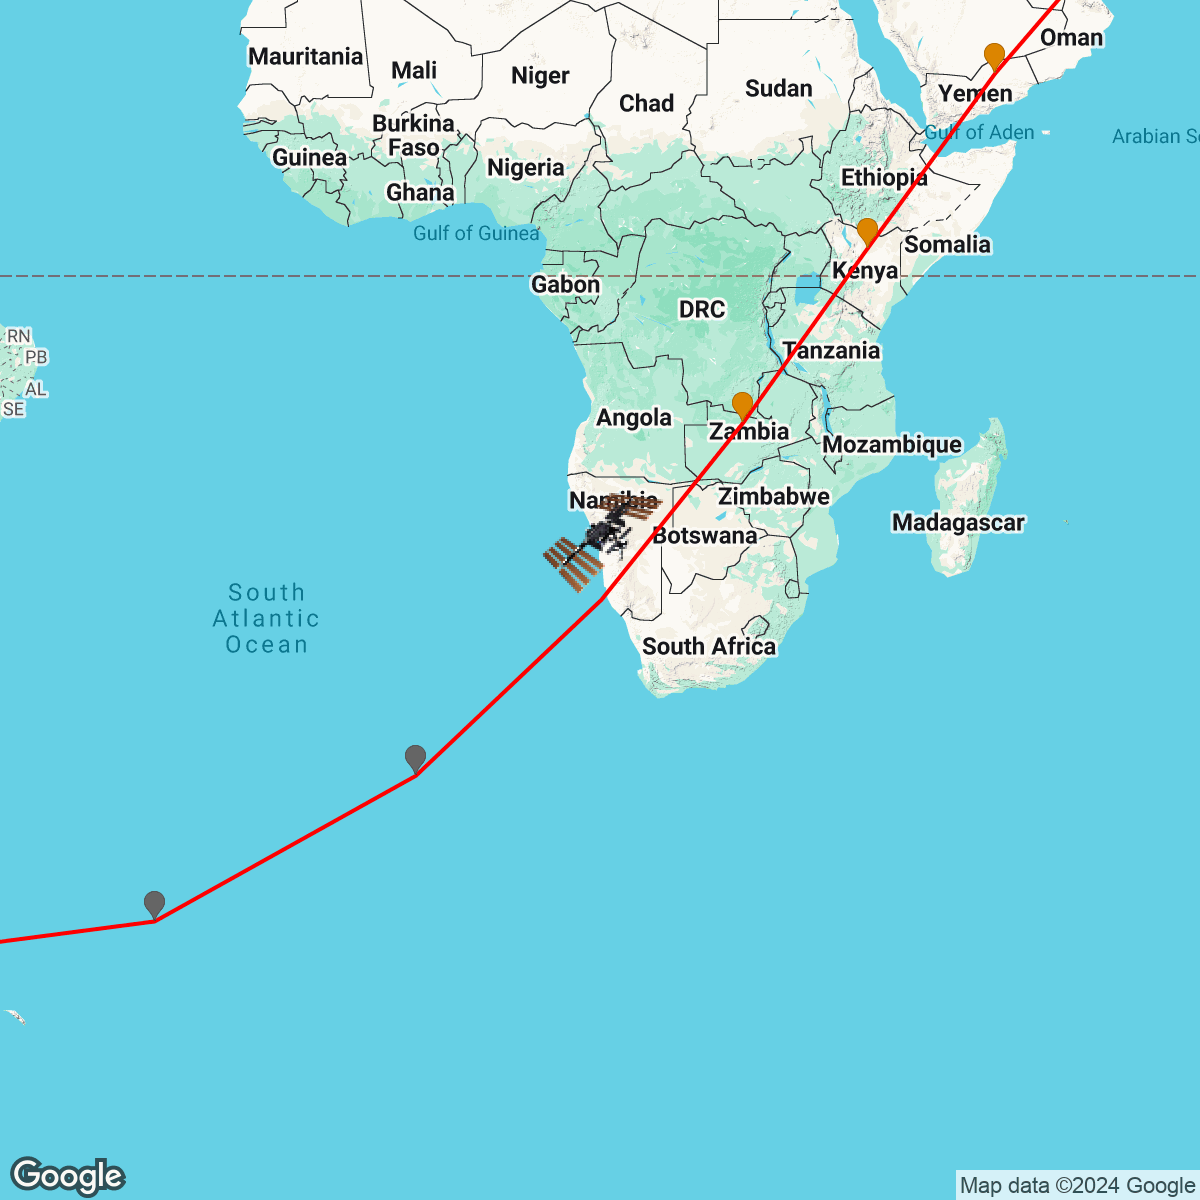 Oman
Mauritania
Mali
Niger
Chad
Sudan
Yemen
Burkina
Faso
Gulf of Aden
Arabian Se
Guinea
Nigeria
Ethiopia
Ghana
Gulf of Guinea
Somalia
Kenya
Gabon
DRC
RN
PB
Tanzania
AL
SE
Angola
Zambia
Mozambique
Namibia
Zimbabwe
Madagascar
Botswana
South
Atlantic
Ocean
South Africa
Google
Map data ©2024 Google